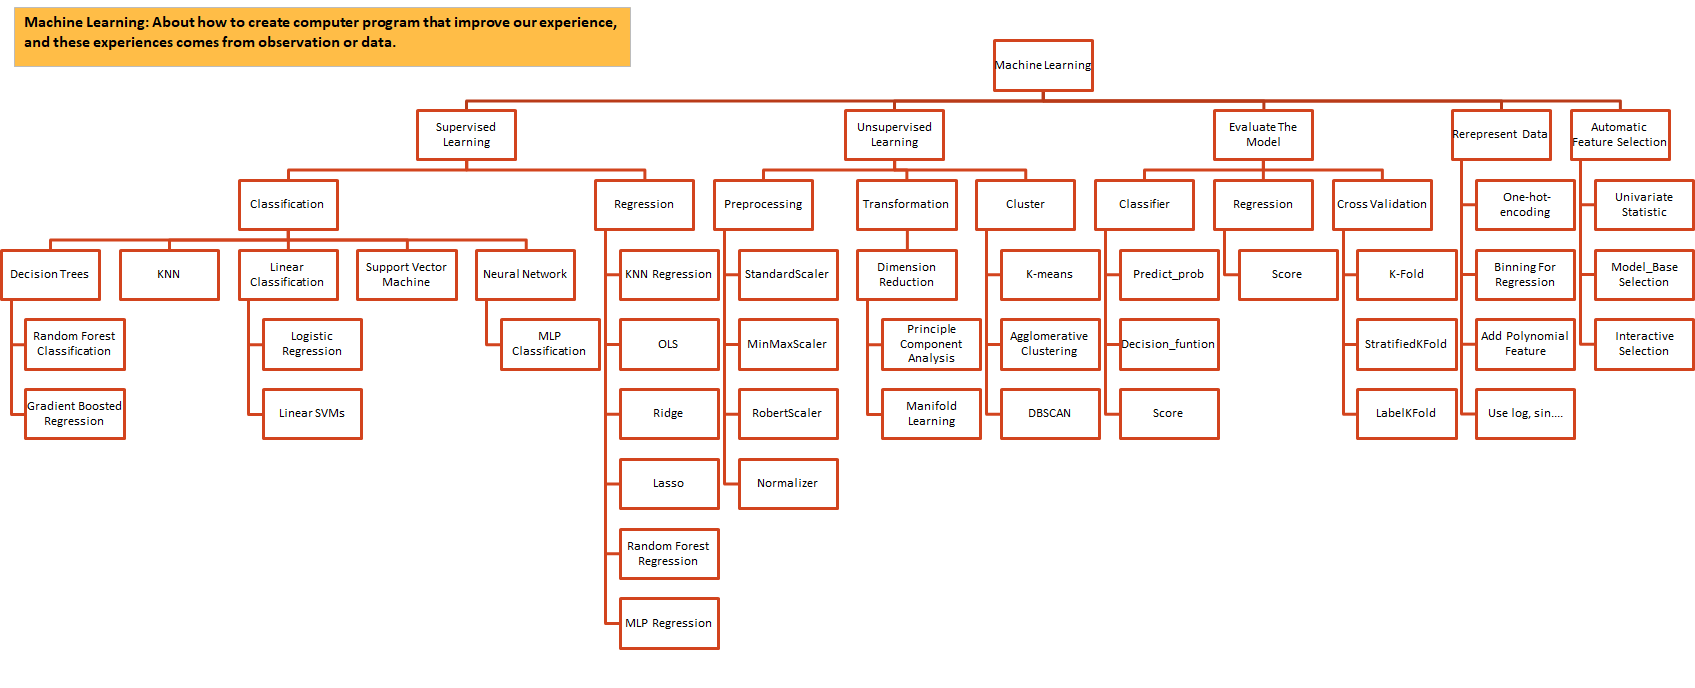 Machine Learning: About how to create computer program that improve our experience,
and these experiences comes from observation or data.
Machine Learning
Supervised
Learning
Unsupervised
Learning
Evaluate The
Model
Rerepresent Data
Automatic
Feature Selection
Classification
Regression
Preprocessing
Transformation
Cluster
Classifier
Regression
Cross Validation
One-hot-
encoding
Univariate
Statistic
Decision Trees
KNN
Linear
Classification
Support Vector
Machine
Neural Network
KNN Regression
StandardScaler
Dimension
Reduction
K-means
Predict_prob
Score
K-Fold
Binning For
Regression
Model_Base
Selection
Random Forest
Classification
Logistic
Regression
MLP
Classification
OLS
MinMaxScaler
Principle
Component
Analysis
Agglomerative
Clustering
Decision_funtion
StratifiedKFold
Add Polynomial
Feature
Interactive
Selection
Gradient Boosted
Regression
Linear SVMs
Ridge
RobertScaler
Manifold
Learning
DBSCAN
Score
LabelKFold
Use log, sin....
Lasso
Normalizer
Random Forest
Regression
MLP Regression